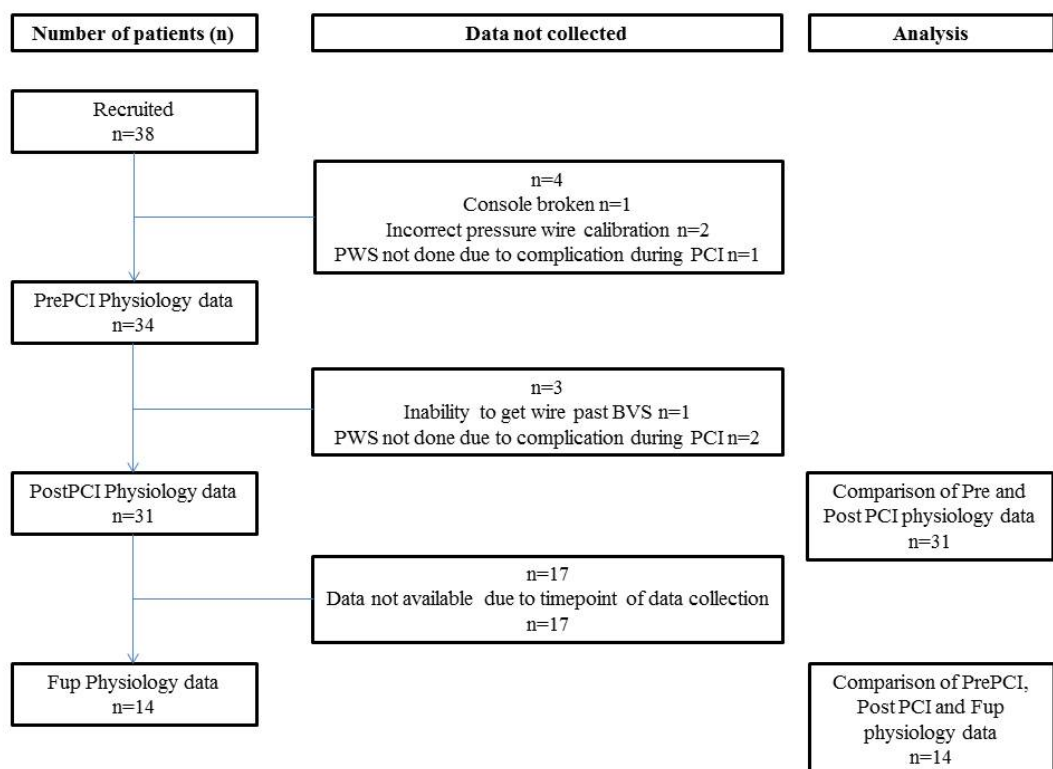 Number of patients (n)
Data not collected
Analysis
Recruited
n=38
n=4
Console broken n=1
Incorrect pressure wire calibration n=2
PWS not done due to complication during PCI n=1
PrePCI Physiology data
n=34
n=3
Inability to get wire past BVS n=1
PWS not done due to complication during PCI n=2
PostPCI Physiology data
n=31
Comparison of Pre and
Post PCI physiology data
n=31
n=17
Data not available due to timepoint of data collection
n=17
Fup Physiology data
n=14
Comparison of PrePCI,
Post PCI and Fup
physiology data
n=14